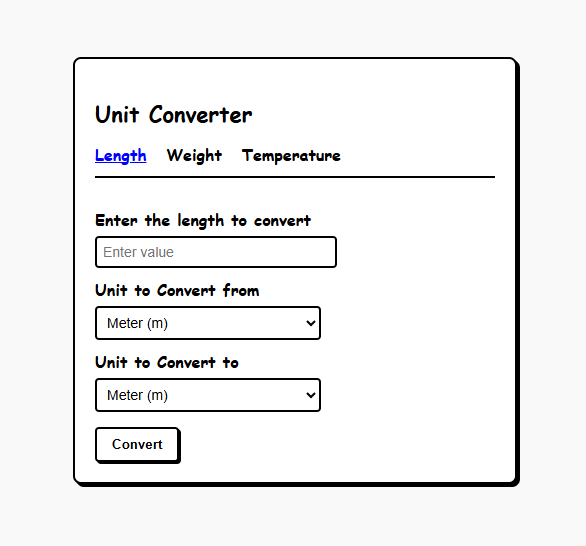 Unit Converter
Length Weight Temperature
Enter the length to convert
Enter value
Unit to Convert from
Meter (m)
Unit to Convert to
Meter (m)
Convert